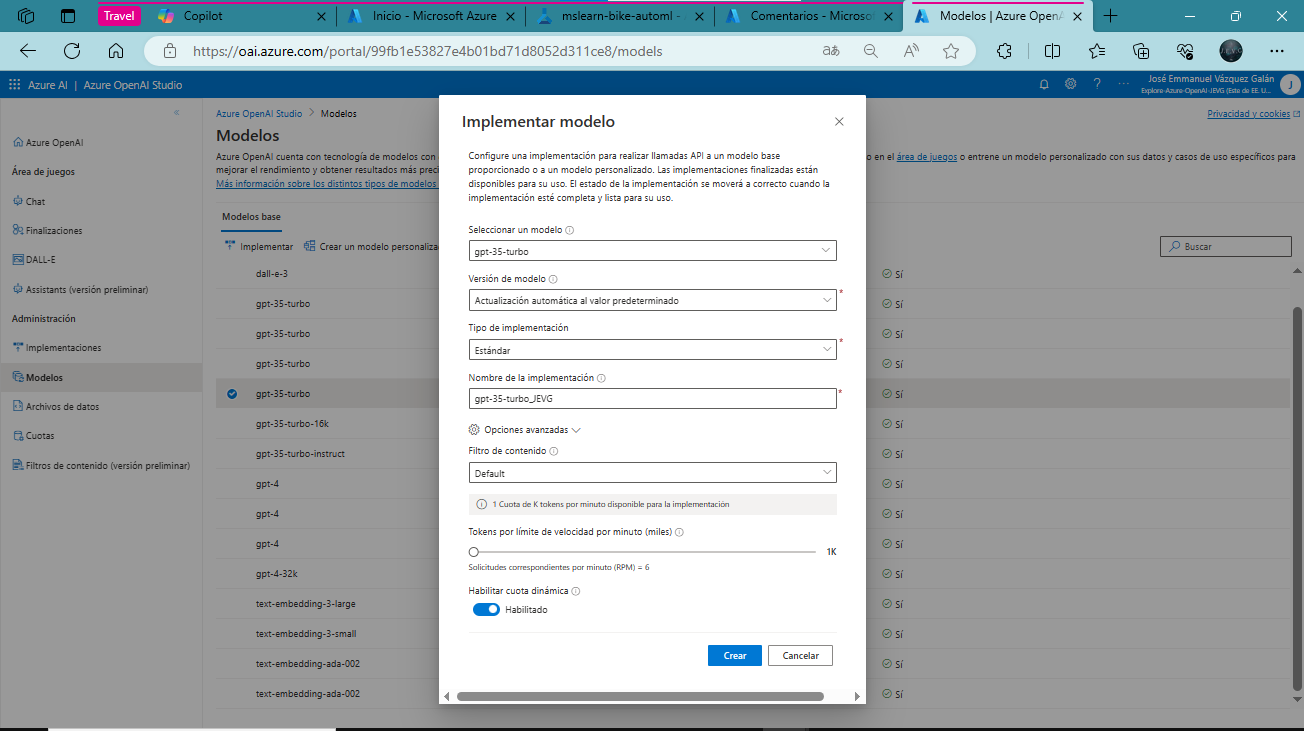 Travel
Copilot
Inicio - Microsoft Azure
mslearn-bike-automl -
Comentarios - Microsof
Modelos | Azure OpenA
https://oai.azure.com/portal/99fb1e53827e4b01bd71d8052d311ce8/models
Azure AI | Azure OpenAI Studio
José Emmanuel Vázquez Galán
Explore-Azure-OpenAI-JEVG (Este de EE. U...
J
Azure OpenAI
Área de juegos
Chat
Finalizaciones
DALL-E
Assistants (versión preliminar)
Administración
Implementaciones
Modelos
Archivos de datos
Cuotas
Filtros de contenido (versión preliminar)
Azure OpenAI Studio > Modelos
Privacidad y cookies
Modelos
Azure OpenAI cuenta con tecnología de modelos con
o en el área de juegos o entrene un modelo personalizado con sus datos y casos de uso específicos para
mejorar el rendimiento y obtener resultados más preci
Más información sobre los distintos tipos de modelos
Modelos base
Implementar
Crear un modelo personaliza
Buscar
dall-e-3 Sí
gpt-35-turbo Sí
gpt-35-turbo Sí
gpt-35-turbo Sí
gpt-35-turbo Sí
gpt-35-turbo-16k Sí
gpt-35-turbo-instruct Sí
gpt-4 Sí
gpt-4 Sí
gpt-4 Sí
gpt-4-32k Sí
text-embedding-3-large Sí
text-embedding-3-small Sí
text-embedding-ada-002 Sí
text-embedding-ada-002 Sí
Implementar modelo
Configure una implementación para realizar llamadas API a un modelo base
proporcionado o a un modelo personalizado. Las implementaciones finalizadas están
disponibles para su uso. El estado de la implementación se moverá a correcto cuando la
implementación esté completa y lista para su uso.
Seleccionar un modelo
gpt-35-turbo
Versión de modelo
Actualización automática al valor predeterminado
*
Tipo de implementación
Estándar
*
Nombre de la implementación
gpt-35-turbo_JEVG
*
Opciones avanzadas
Filtro de contenido
Default
1 Cuota de K tokens por minuto disponible para la implementación
Tokens por límite de velocidad por minuto (miles)
1K
Solicitudes correspondientes por minuto (RPM) = 6
Habilitar cuota dinámica
Habilitado
Crear
Cancelar